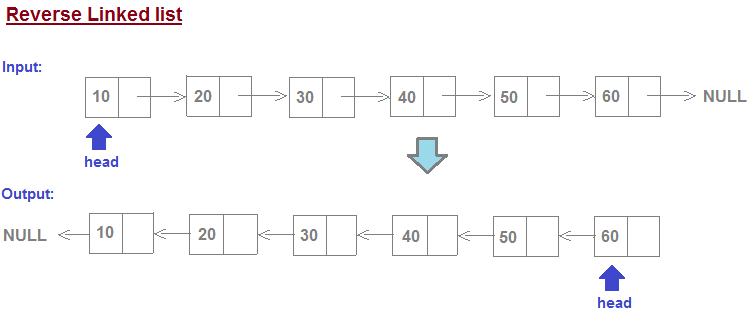 Reverse Linked list
Input:
10 20 30 40 50 60 NULL
head
Output:
NULL 10 20 30 40 50 60
head